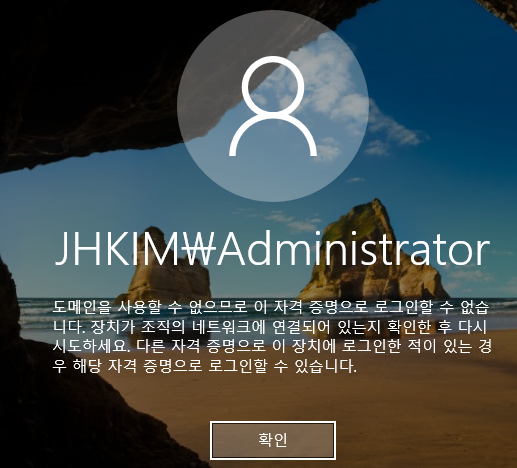 JHKIM₩Administrator
도메인을 사용할 수 없으므로 이 자격 증명으로 로그인할 수 없습
니다. 장치가 조직의 네트워크에 연결되어 있는지 확인한 후 다시
시도하세요. 다른 자격 증명으로 이 장치에 로그인한 적이 있는 경
우 해당 자격 증명으로 로그인할 수 있습니다.
확인